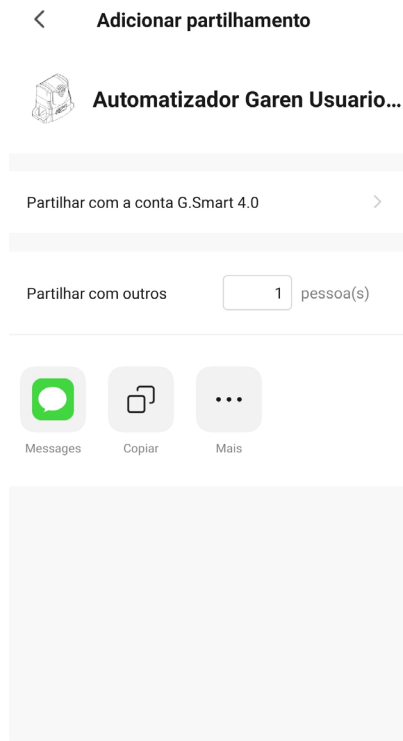 Adicionar partilhamento
Automatizador Garen Usuario...
Partilhar com a conta G.Smart 4.0
Partilhar com outros 1 pessoa(s)
Messages Copiar Mais